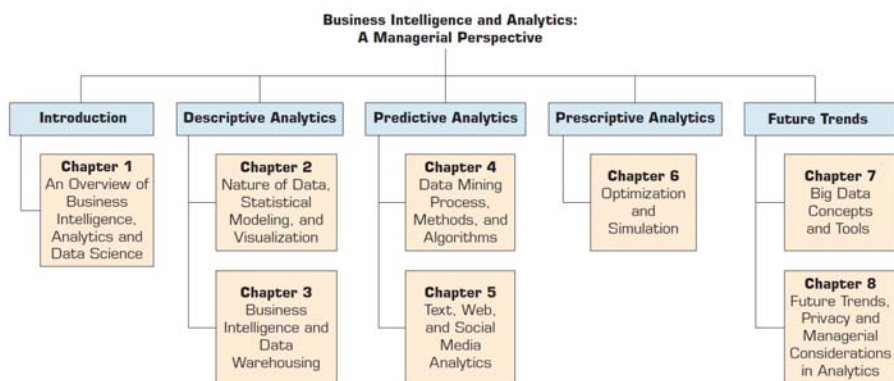 Business Intelligence and Analytics:
A Managerial Perspective
Introduction
Descriptive Analytics
Predictive Analytics
Prescriptive Analytics
Future Trends
Chapter 1
An Overview of
Business
Intelligence,
Analytics and
Data Science
Chapter 2
Nature of Data,
Statistical
Modeling, and
Visualization
Chapter 4
Data Mining
Process,
Methods, and
Algorithms
Chapter 6
Optimization
and
Simulation
Chapter 7
Big Data
Concepts
and Tools
Chapter 3
Business
Intelligence and
Data
Warehousing
Chapter 5
Text, Web,
and Social
Media
Analytics
Chapter 8
Future Trends,
Privacy and
Managerial
Considerations
in Analytics